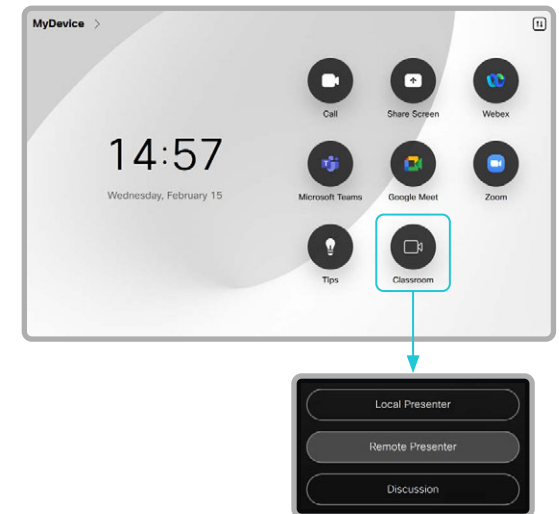 MyDevice
14:57
Wednesday, February 15
Call
Share Screen
Webex
Microsoft Teams
Google Meet
Zoom
Tips
Classroom
Local Presenter
Remote Presenter
Discussion